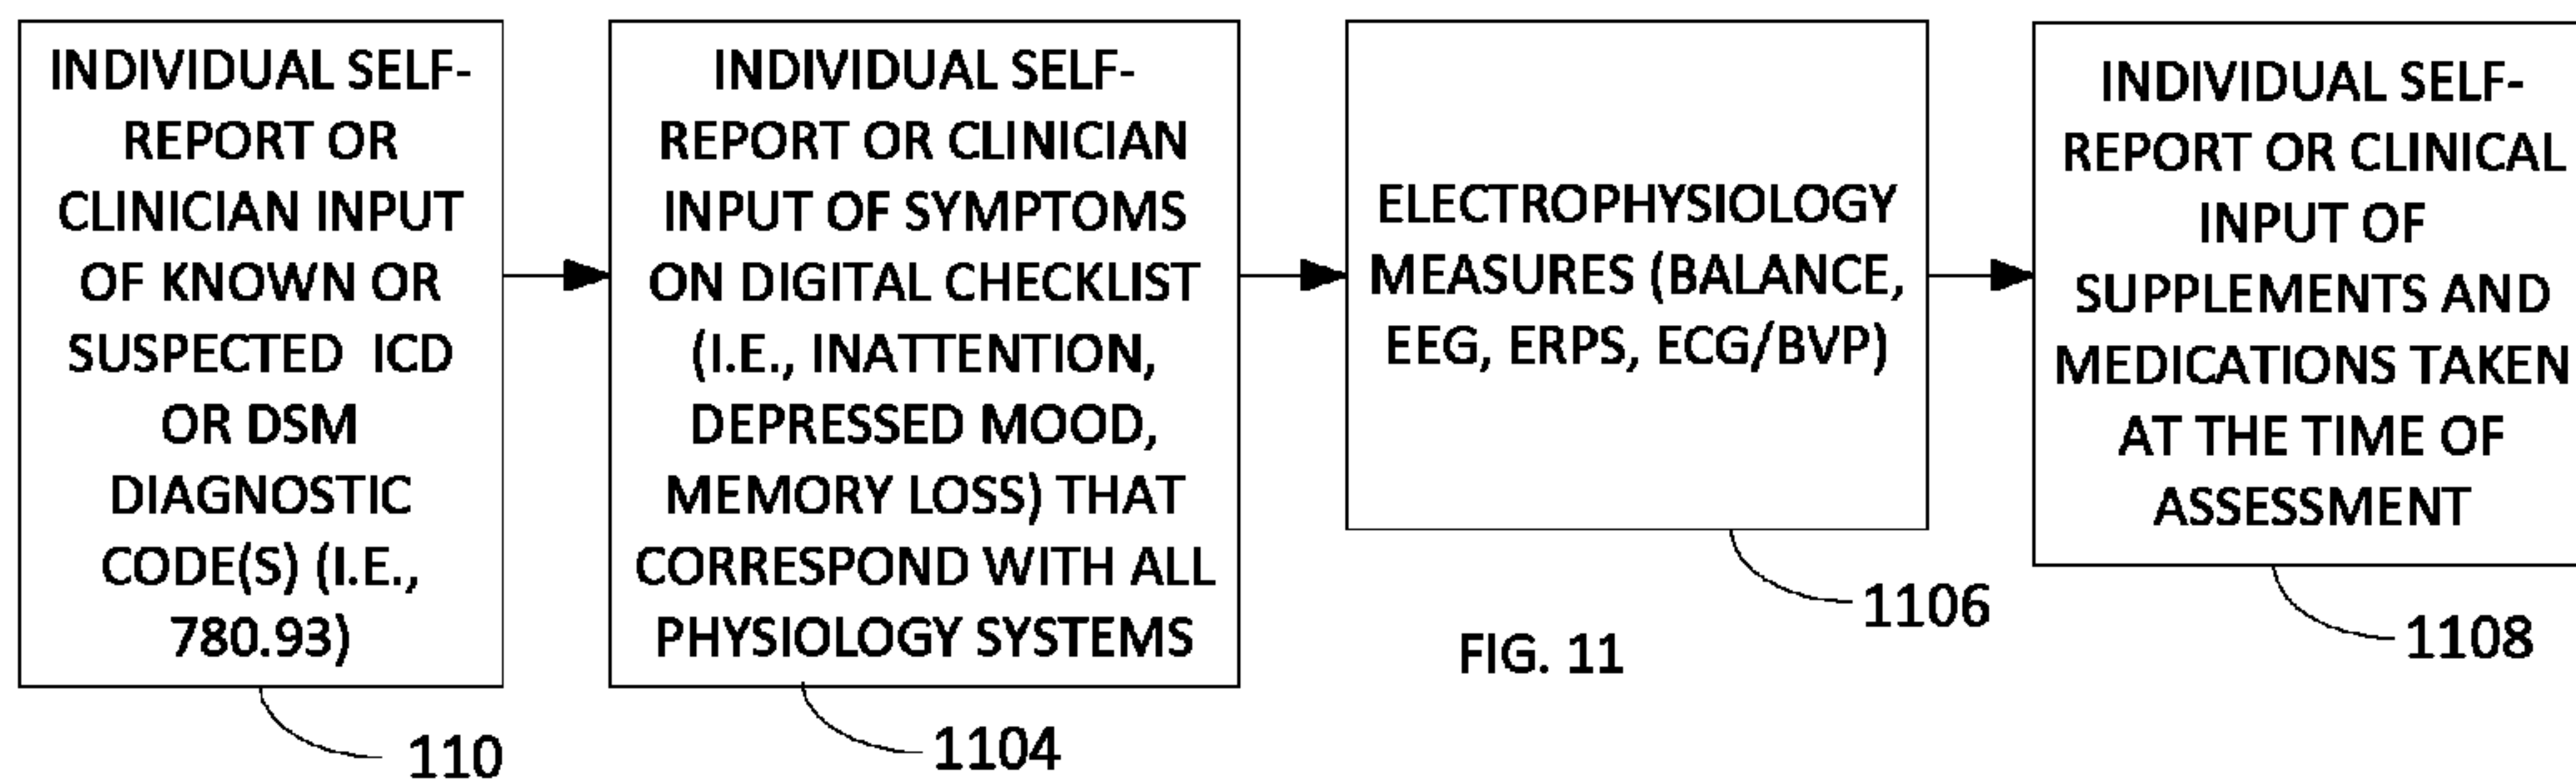 INDIVIDUAL SELF-
REPORT OR
CLINICIAN INPUT
OF KNOWN OR
SUSPECTED ICD
OR DSM
DIAGNOSTIC
CODE(S) (I.E.,
780.93)
110
INDIVIDUAL SELF-
REPORT OR CLINICIAN
INPUT OF SYMPTOMS
ON DIGITAL CHECKLIST
(I.E., INATTENTION,
DEPRESSED MOOD,
MEMORY LOSS) THAT
CORRESPOND WITH ALL
PHYSIOLOGY SYSTEMS
1104
ELECTROPHYSIOLOGY
MEASURES (BALANCE,
EEG, ERPS, ECG/BVP)
1106
INDIVIDUAL SELF-
REPORT OR CLINICAL
INPUT OF
SUPPLEMENTS AND
MEDICATIONS TAKEN
AT THE TIME OF
ASSESSMENT
1108
FIG. 11